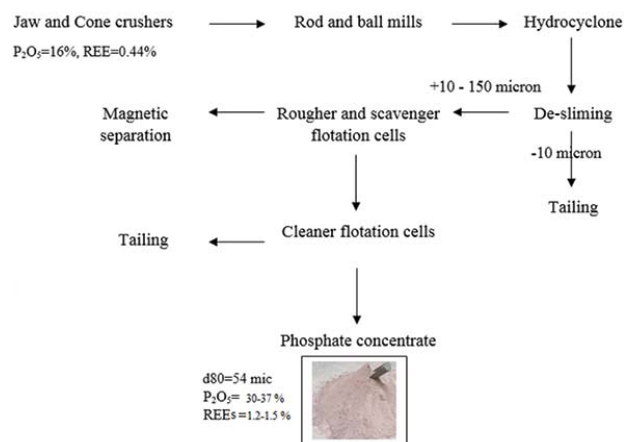 Jaw and Cone crushers
Rod and ball mills
Hydrocyclone
P₂O₅=16%, REE=0.44%
+10 - 150 micron
Magnetic
separation
Rougher and scavenger
flotation cells
De-sliming
-10 micron
Tailing
Tailing
Cleaner flotation cells
Phosphate concentrate
d80=54 mic
P₂O₅= 30-37 %
REEs =1.2-1.5 %